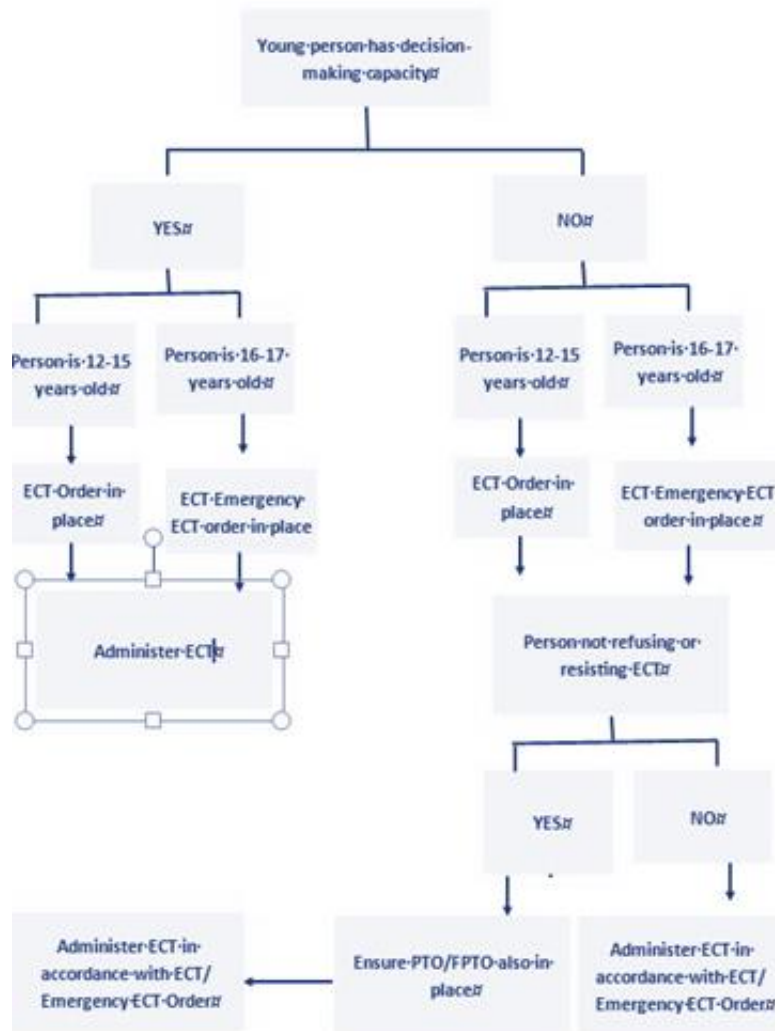 Young·person·has·decision-
making·capacity¤
YES¤
NO¤
Person·is·12-15
years·old·¤
Person·is·16-17·
years·old·¤
Person·is·12-15
years·old·¤
Person·is·16-17·
years·old·¤
ECT·Order·in-
place¤
ECT·Emergency·
ECT·order·in·place
ECT·Order·in-
place¤
ECT·Emergency·ECT
order·in·place¤
Administer·ECT¤
Person·not·refusing·or·
resisting·ECT¤
YES¤
NO¤
Administer·ECT·in·
accordance·with·ECT/
Emergency·ECT·Order¤
Ensure·PTO/FPTO·also·in·
place¤
Administer·ECT·in·
accordance·with·ECT/
Emergency·ECT·Order¤